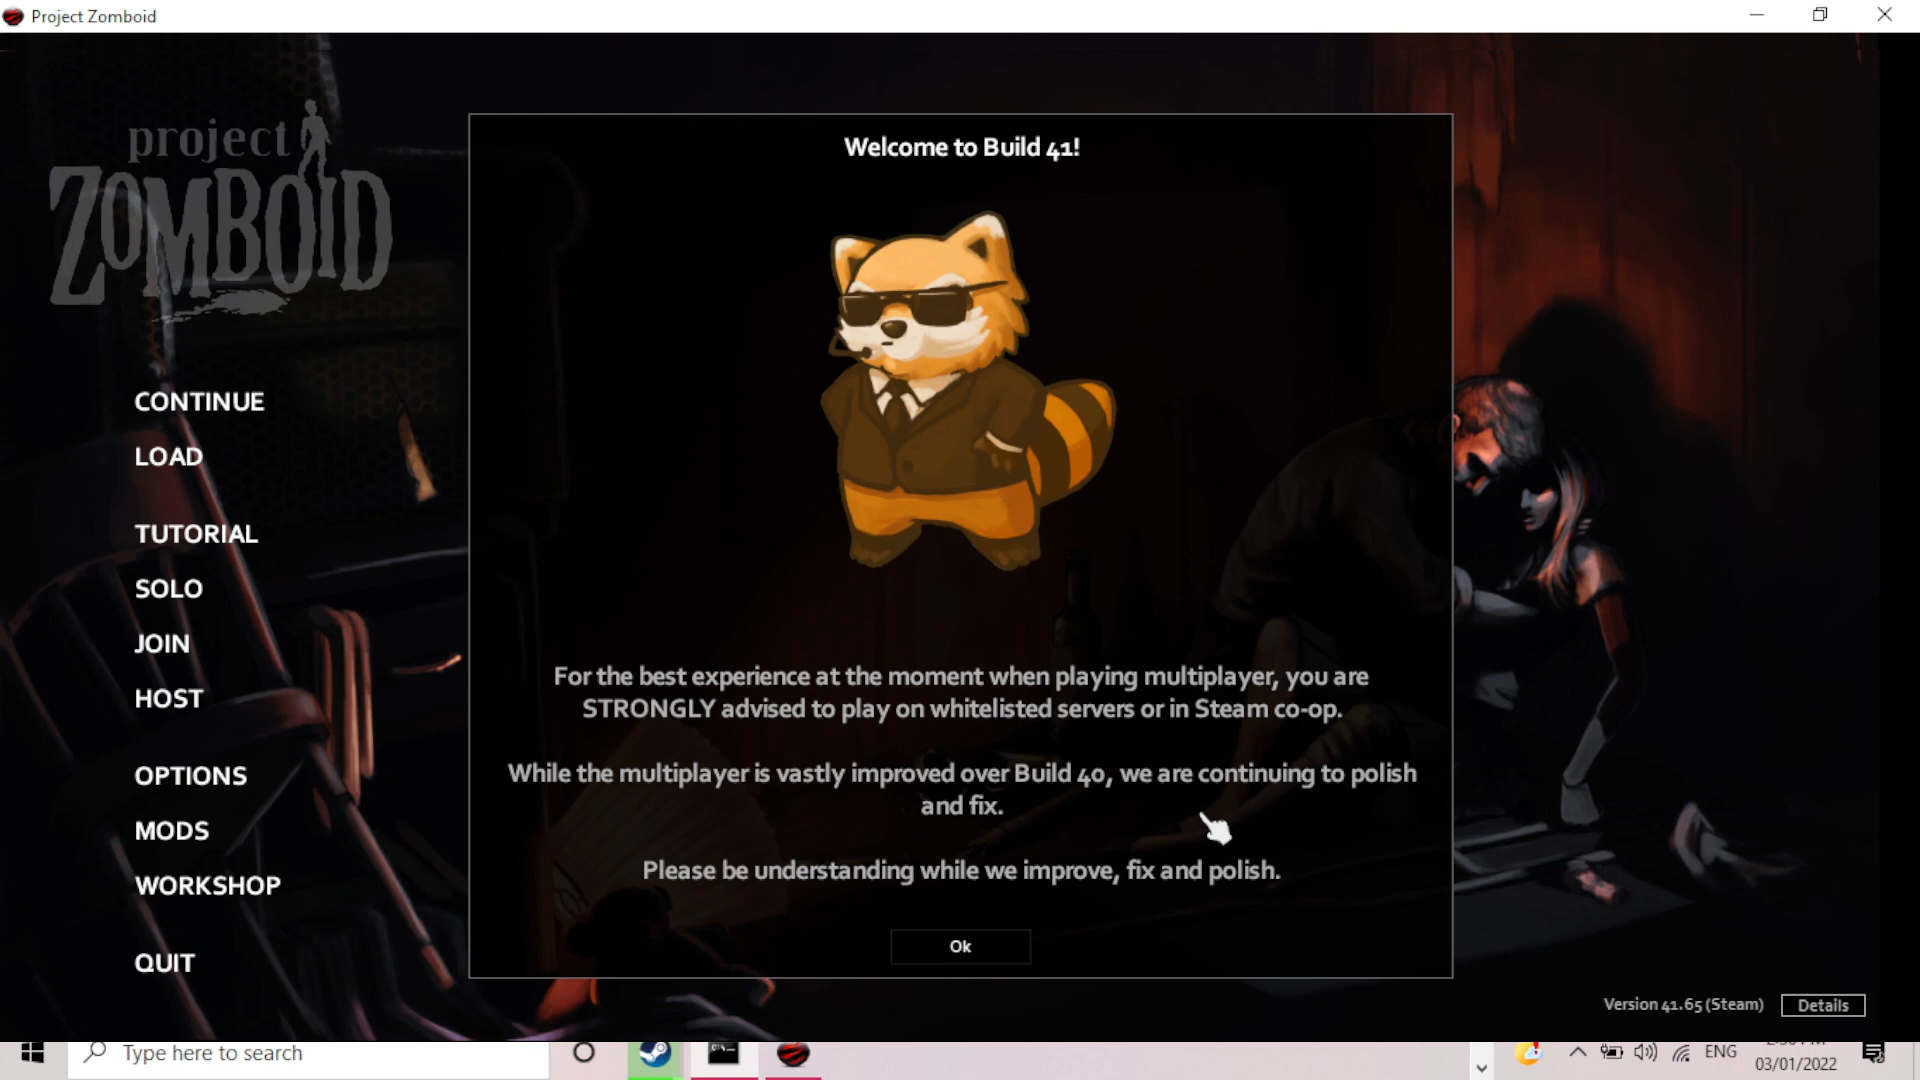 Project Zomboid
project
ZOMBOID
Welcome to Build 41!
CONTINUE
LOAD
TUTORIAL
SOLO
JOIN
HOST
OPTIONS
MODS
WORKSHOP
QUIT
For the best experience at the moment when playing multiplayer, you are
STRONGLY advised to play on whitelisted servers or in Steam co-op.
While the multiplayer is vastly improved over Build 40, we are continuing to polish
and fix.
Please be understanding while we improve, fix and polish.
Ok
Version 41.65 (Steam)
Details
Type here to search
ENG
03/01/2022